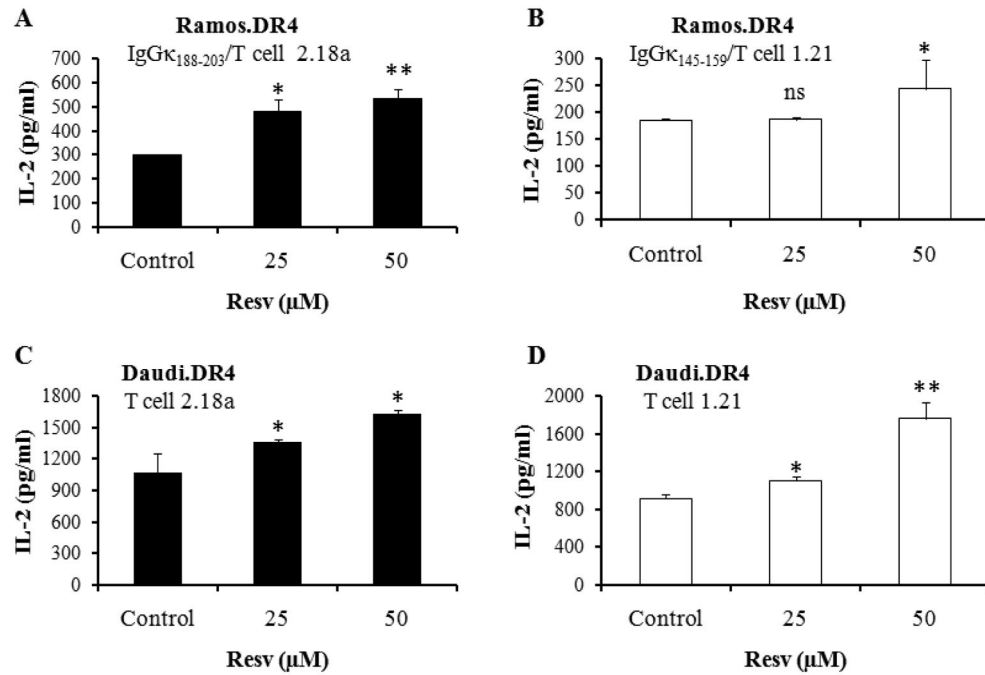 A
Ramos.DR4
IgGκ188-203/T cell 2.18a
IL-2 (pg/ml)
700
600
500
400
300
200
100
0
*
**
Control 25 50
Resv (μM)
B
Ramos.DR4
IgGκ145-159/T cell 1.21
IL-2 (pg/ml)
300
250
200
150
100
50
0
ns
*
Control 25 50
Resv (μM)
C
Daudi.DR4
T cell 2.18a
IL-2 (pg/ml)
1800
1500
1200
900
600
300
0
*
*
Control 25 50
Resv (μM)
D
Daudi.DR4
T cell 1.21
IL-2 (pg/ml)
2000
1600
1200
800
400
0
*
**
Control 25 50
Resv (μM)